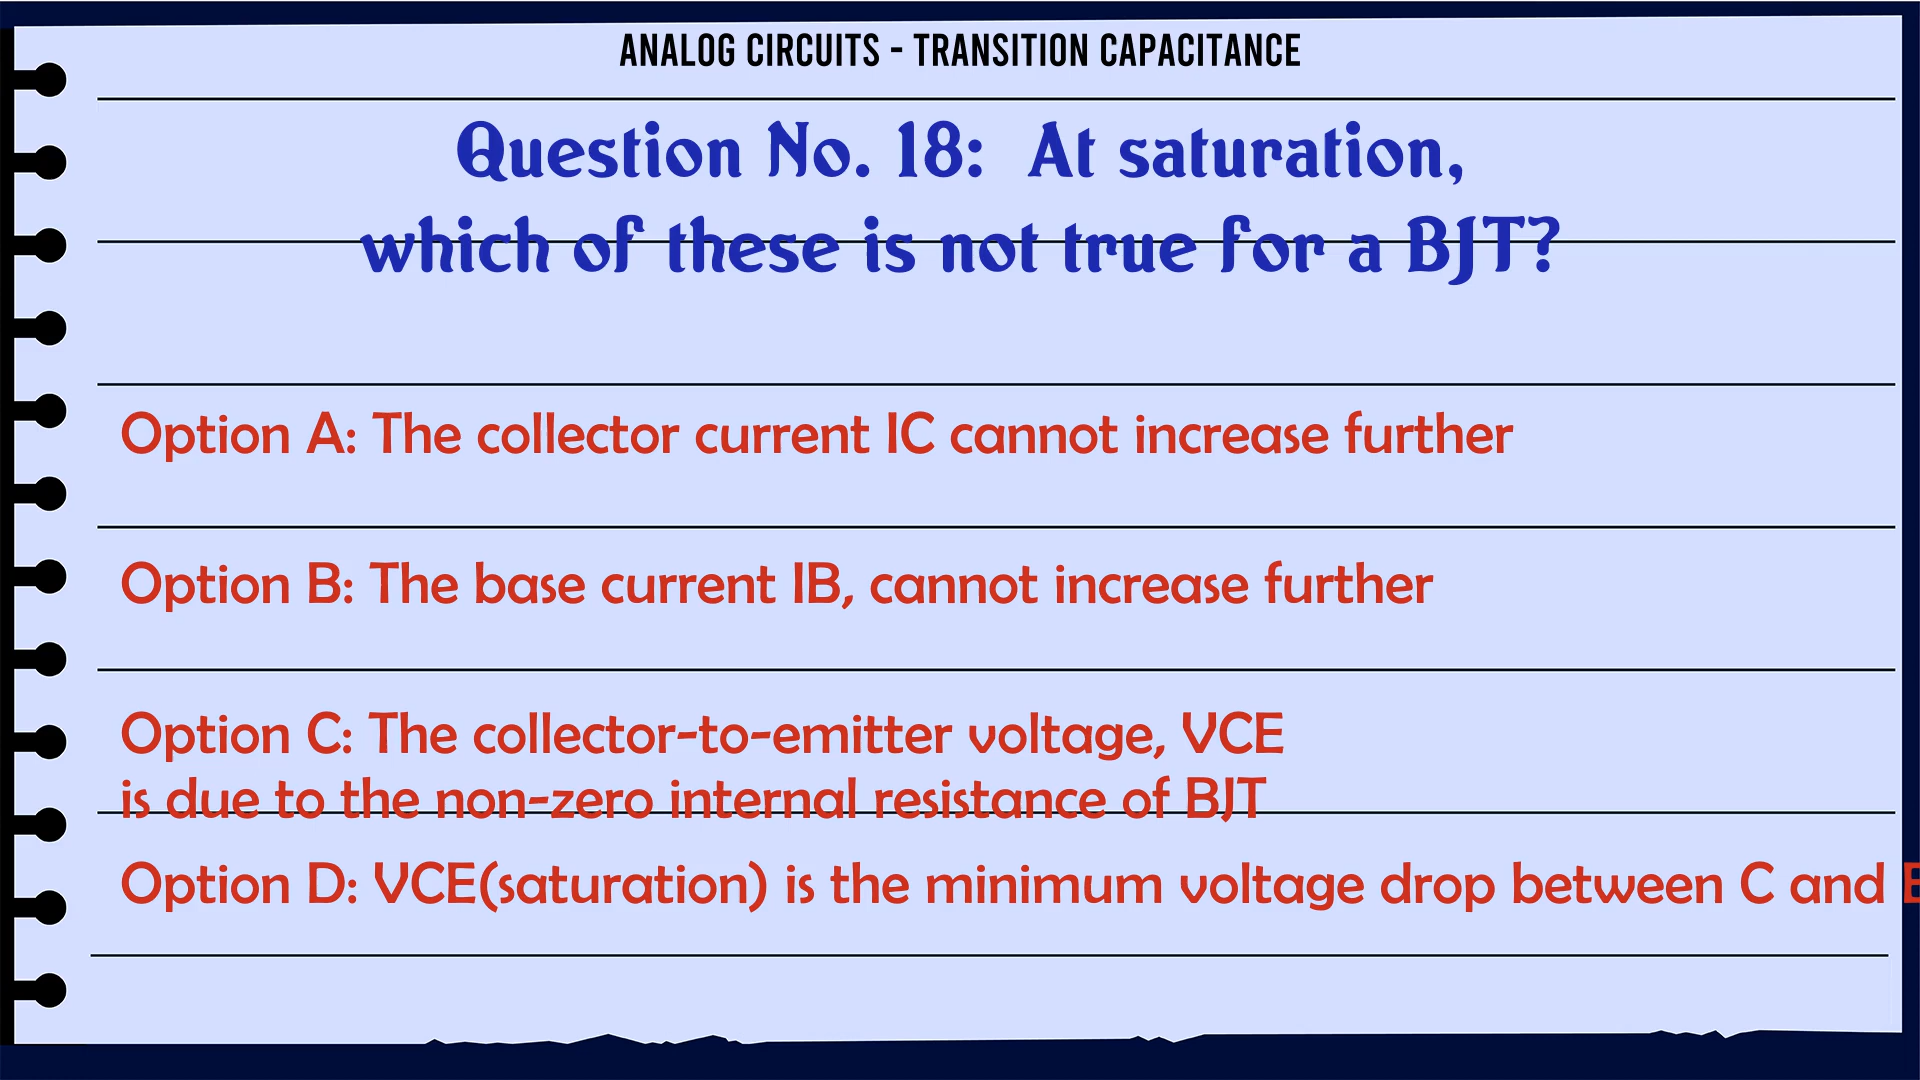 ANALOG CIRCUITS - TRANSITION CAPACITANCE
Question No. 18: At saturation,
which of these is not true for a BJT?
Option A: The collector current IC cannot increase further
Option B: The base current IB, cannot increase further
Option C: The collector-to-emitter voltage, VCE
is due to the non-zero internal resistance of BJT
Option D: VCE(saturation) is the minimum voltage drop between C and E